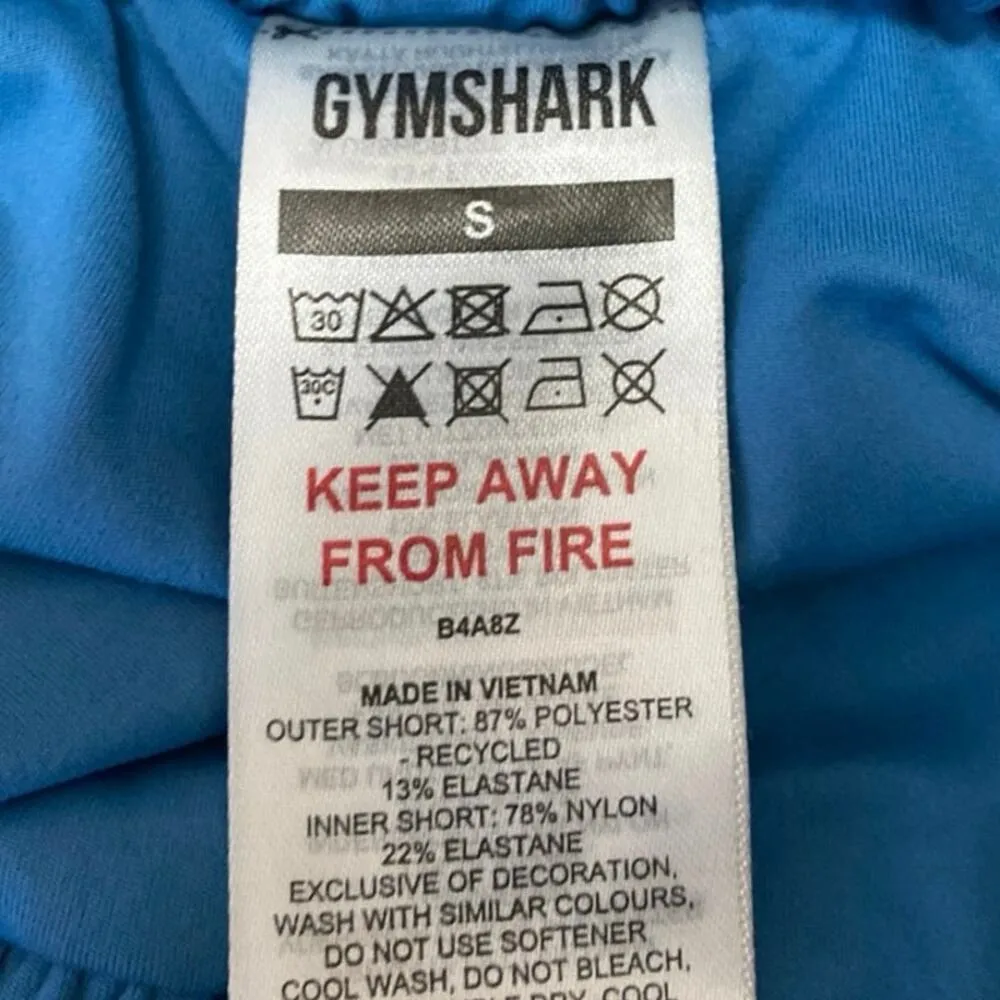 GYMSHARK
S
30
30C
KEEP AWAY
FROM FIRE
B4A8Z
MADE IN VIETNAM
OUTER SHORT: 87% POLYESTER
- RECYCLED
13% ELASTANE
INNER SHORT: 78% NYLON
22% ELASTANE
EXCLUSIVE OF DECORATION.
WASH WITH SIMILAR COLOURS,
DO NOT USE SOFTENER
COOL WASH, DO NOT BLEACH,
DRY, COOL